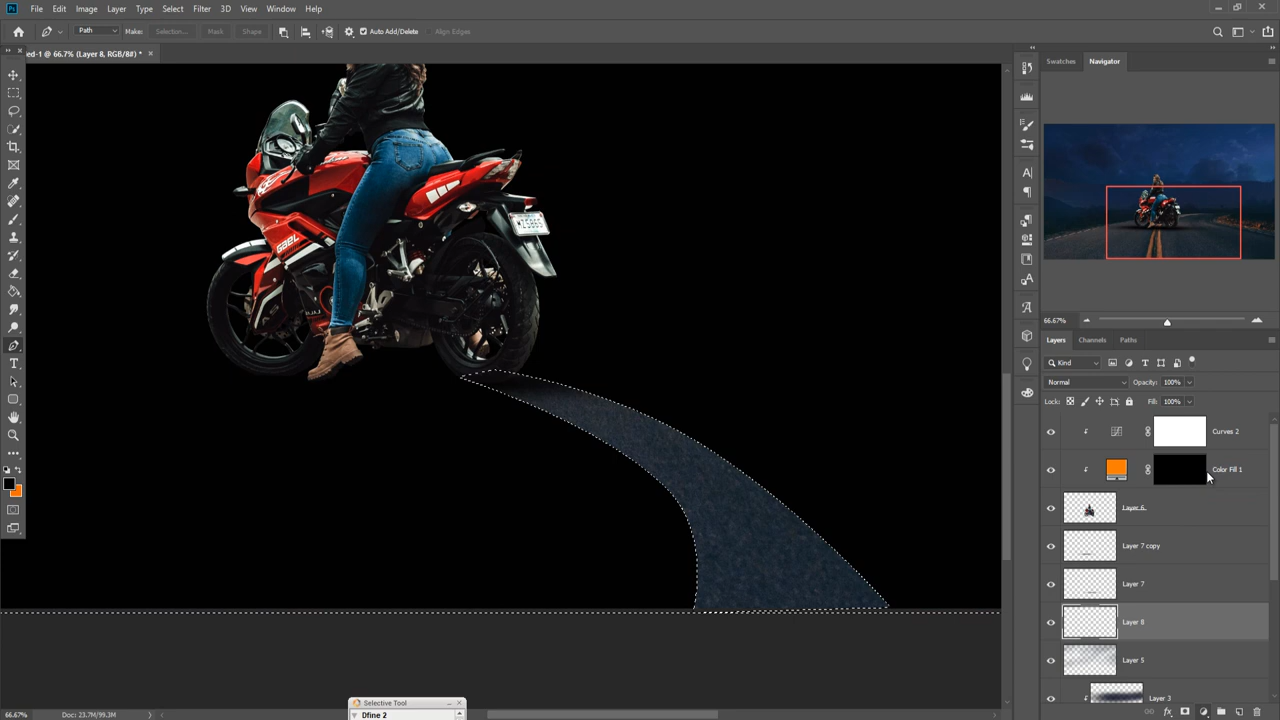 File Edit Image Layer Type Select Filter 3D View Window Help
Path Make: Selection... Mask Shape Auto Add/Delete Align Edges
ed-1 @ 66.7% (Layer 8, RGB/8#) *
Swatches Navigator
66.67%
Layers Channels Paths
Kind
Normal Opacity: 100%
Lock: Fill: 100%
Curves 2
Color Fill 1
Layer 6
Layer 7 copy
Layer 7
Layer 8
Layer 5
Layer 3
GaeL
Selective Tool
Dfine 2
66.67% Doc: 23.7M/99.3M